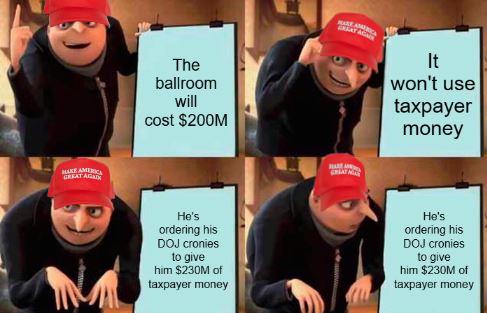 The
ballroom
will
cost $200M
MAKE AMERICA
GREAT AGAIN
It
won't use
taxpayer
money
MAKE AMERICA
GREAT AGAIN
He's
ordering his
DOJ cronies
to give
him $230M of
taxpayer money
MAKE AMERICA
GREAT AGAIN
He's
ordering his
DOJ cronies
to give
him $230M of
taxpayer money